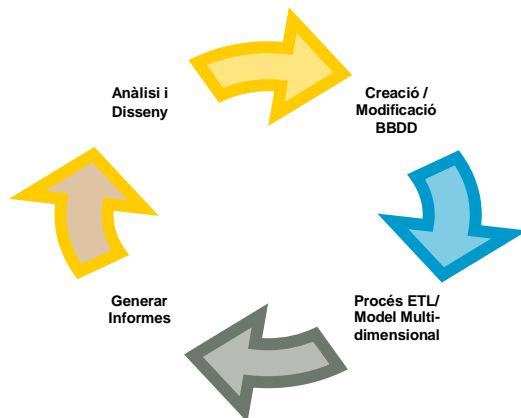 Anàlisi i
Disseny
Creació /
Modificació
BBDD
Generar
Informes
Procés ETL/
Model Multi-
dimensional